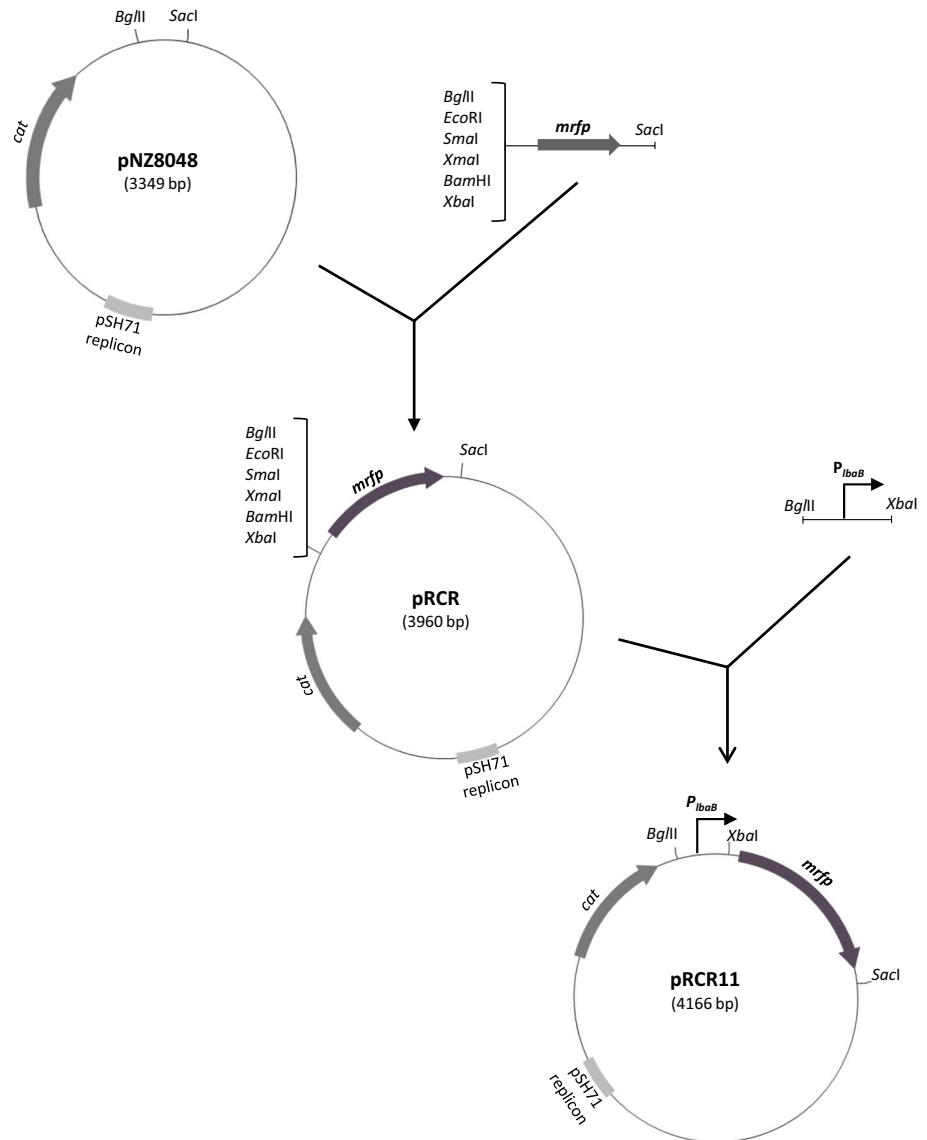 BglII SacI
cat
pNZ8048
(3349 bp)
pSH71
replicon
BglII
EcoRI
SmaI
XmaI
BamHI
XbaI
mrfp
SacI
BglII
EcoRI
SmaI
XmaI
BamHI
XbaI
mrfp
SacI
pRCR
(3960 bp)
cat
pSH71
replicon
PlbaB
BglII
XbaI
PlbaB
BglII
XbaI
mrfp
cat
SacI
pRCR11
(4166 bp)
pSH71
replicon